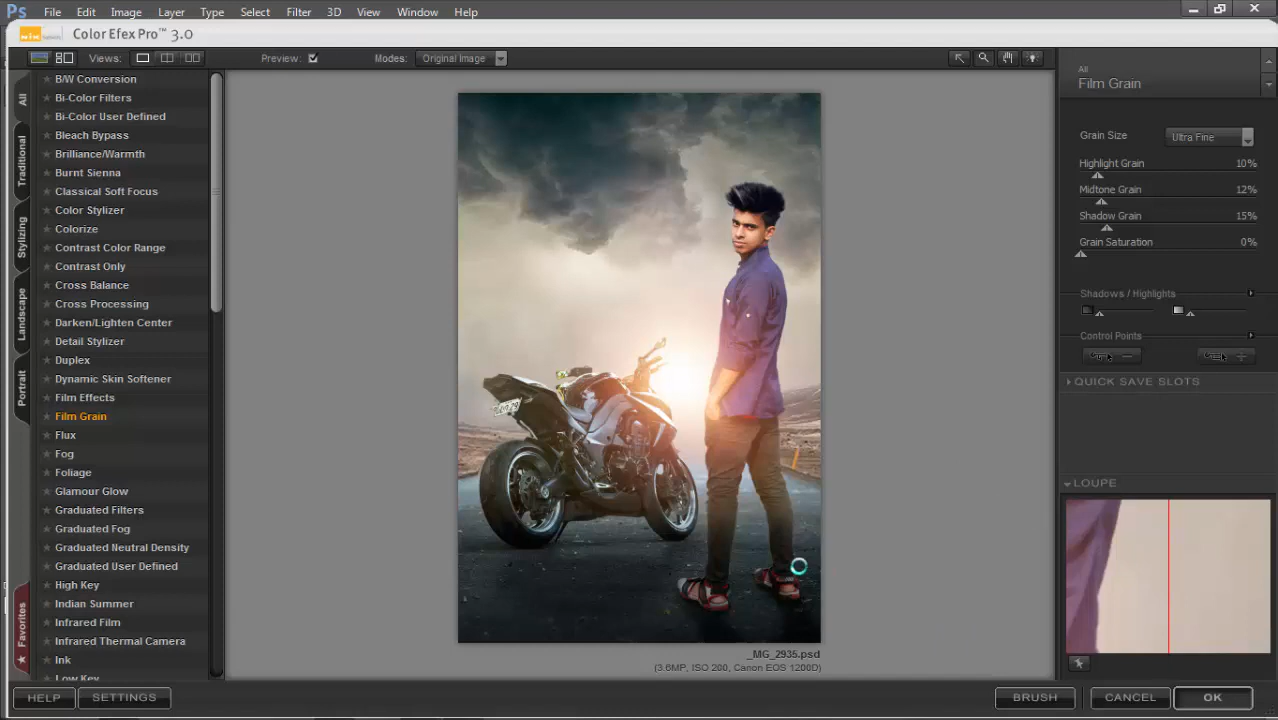 Ps File Edit Image Layer Type Select Filter 3D View Window Help
Color Efex Pro™ 3.0
Views: Preview: Modes: Original Image
All
Traditional
Stylizing
Landscape
Portrait
Favorites
B/W Conversion
Bi-Color Filters
Bi-Color User Defined
Bleach Bypass
Brilliance/Warmth
Burnt Sienna
Classical Soft Focus
Color Stylizer
Colorize
Contrast Color Range
Contrast Only
Cross Balance
Cross Processing
Darken/Lighten Center
Detail Stylizer
Duplex
Dynamic Skin Softener
Film Effects
Film Grain
Flux
Fog
Foliage
Glamour Glow
Graduated Filters
Graduated Fog
Graduated Neutral Density
Graduated User Defined
High Key
Indian Summer
Infrared Film
Infrared Thermal Camera
Ink
Low Key
_MG_2935.psd
(3.6MP, ISO 200, Canon EOS 1200D)
All
Film Grain
Grain Size Ultra Fine
Highlight Grain 10%
Midtone Grain 12%
Shadow Grain 15%
Grain Saturation 0%
Shadows / Highlights
Control Points
QUICK SAVE SLOTS
LOUPE
HELP SETTINGS BRUSH CANCEL OK